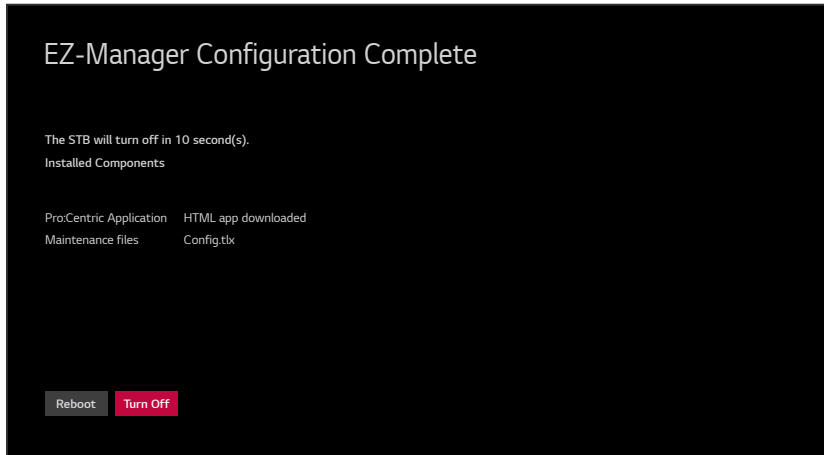 EZ-Manager Configuration Complete
The STB will turn off in 10 second(s).
Installed Components
Pro:Centric Application HTML app downloaded
Maintenance files Config.tlx
Reboot Turn Off